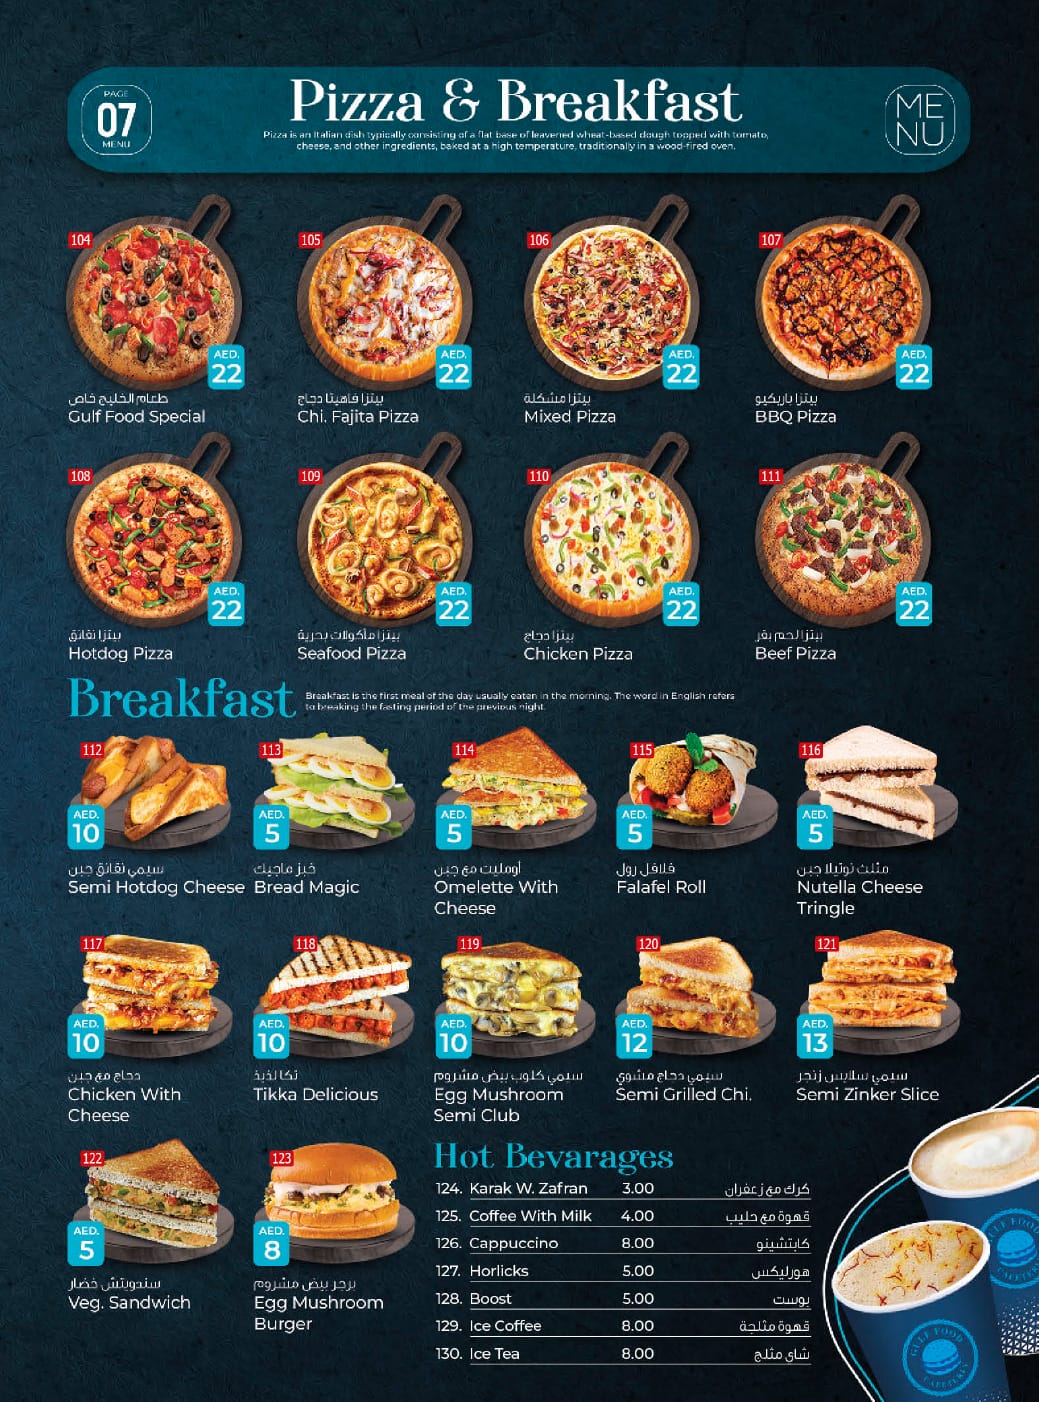 PAGE
07
MENU
Pizza & Breakfast
Pizza is an Italian dish typically consisting of a flat base of leavened wheat-based dough topped with tomato,
cheese, and other ingredients, baked at a high temperature, traditionally in a wood-fired oven.
ME
NU
104
AED.
22
طعام الخليج خاص
Gulf Food Special
105
AED.
22
بيتزا فاهيتا دجاج
Chi. Fajita Pizza
106
AED.
22
بيتزا مشكلة
Mixed Pizza
107
AED.
22
بيتزا باربكيو
BBQ Pizza
108
AED.
22
بيتزا نقانق
Hotdog Pizza
109
AED.
22
بيتزا مأكولات بحرية
Seafood Pizza
110
AED.
22
بيتزا دجاج
Chicken Pizza
111
AED.
22
بيتزا لحم بقر
Beef Pizza
Breakfast
Breakfast is the first meal of the day usually eaten in the morning. The word in English refers
to breaking the fasting period of the previous night.
112
AED.
10
سيمي نقانق جبن
Semi Hotdog Cheese
113
AED.
5
خبز ماجيك
Bread Magic
114
AED.
5
أومليت مع جبن
Omelette With
Cheese
115
AED.
5
فلافل رول
Falafel Roll
116
AED.
5
مثلث نوتيلا جبن
Nutella Cheese
Tringle
117
AED.
10
دجاج مع جبن
Chicken With
Cheese
118
AED.
10
تكا لذيذ
Tikka Delicious
119
AED.
10
سيمي كلوب بيض مشروم
Egg Mushroom
Semi Club
120
AED.
12
سيمي دجاج مشوي
Semi Grilled Chi.
121
AED.
13
سيمي سلايس زنجر
Semi Zinker Slice
122
AED.
5
سندويتش خضار
Veg. Sandwich
123
AED.
8
برجر بيض مشروم
Egg Mushroom
Burger
Hot Bevarages
124. Karak W. Zafran 3.00 كرك مع زعفران
125. Coffee With Milk 4.00 قهوة مع حليب
126. Cappuccino 8.00 كابتشينو
127. Horlicks 5.00 هورليكس
128. Boost 5.00 بوست
129. Ice Coffee 8.00 قهوة مثلجة
130. Ice Tea 8.00 شاي مثلج
GULF FOOD
CAFETERIA